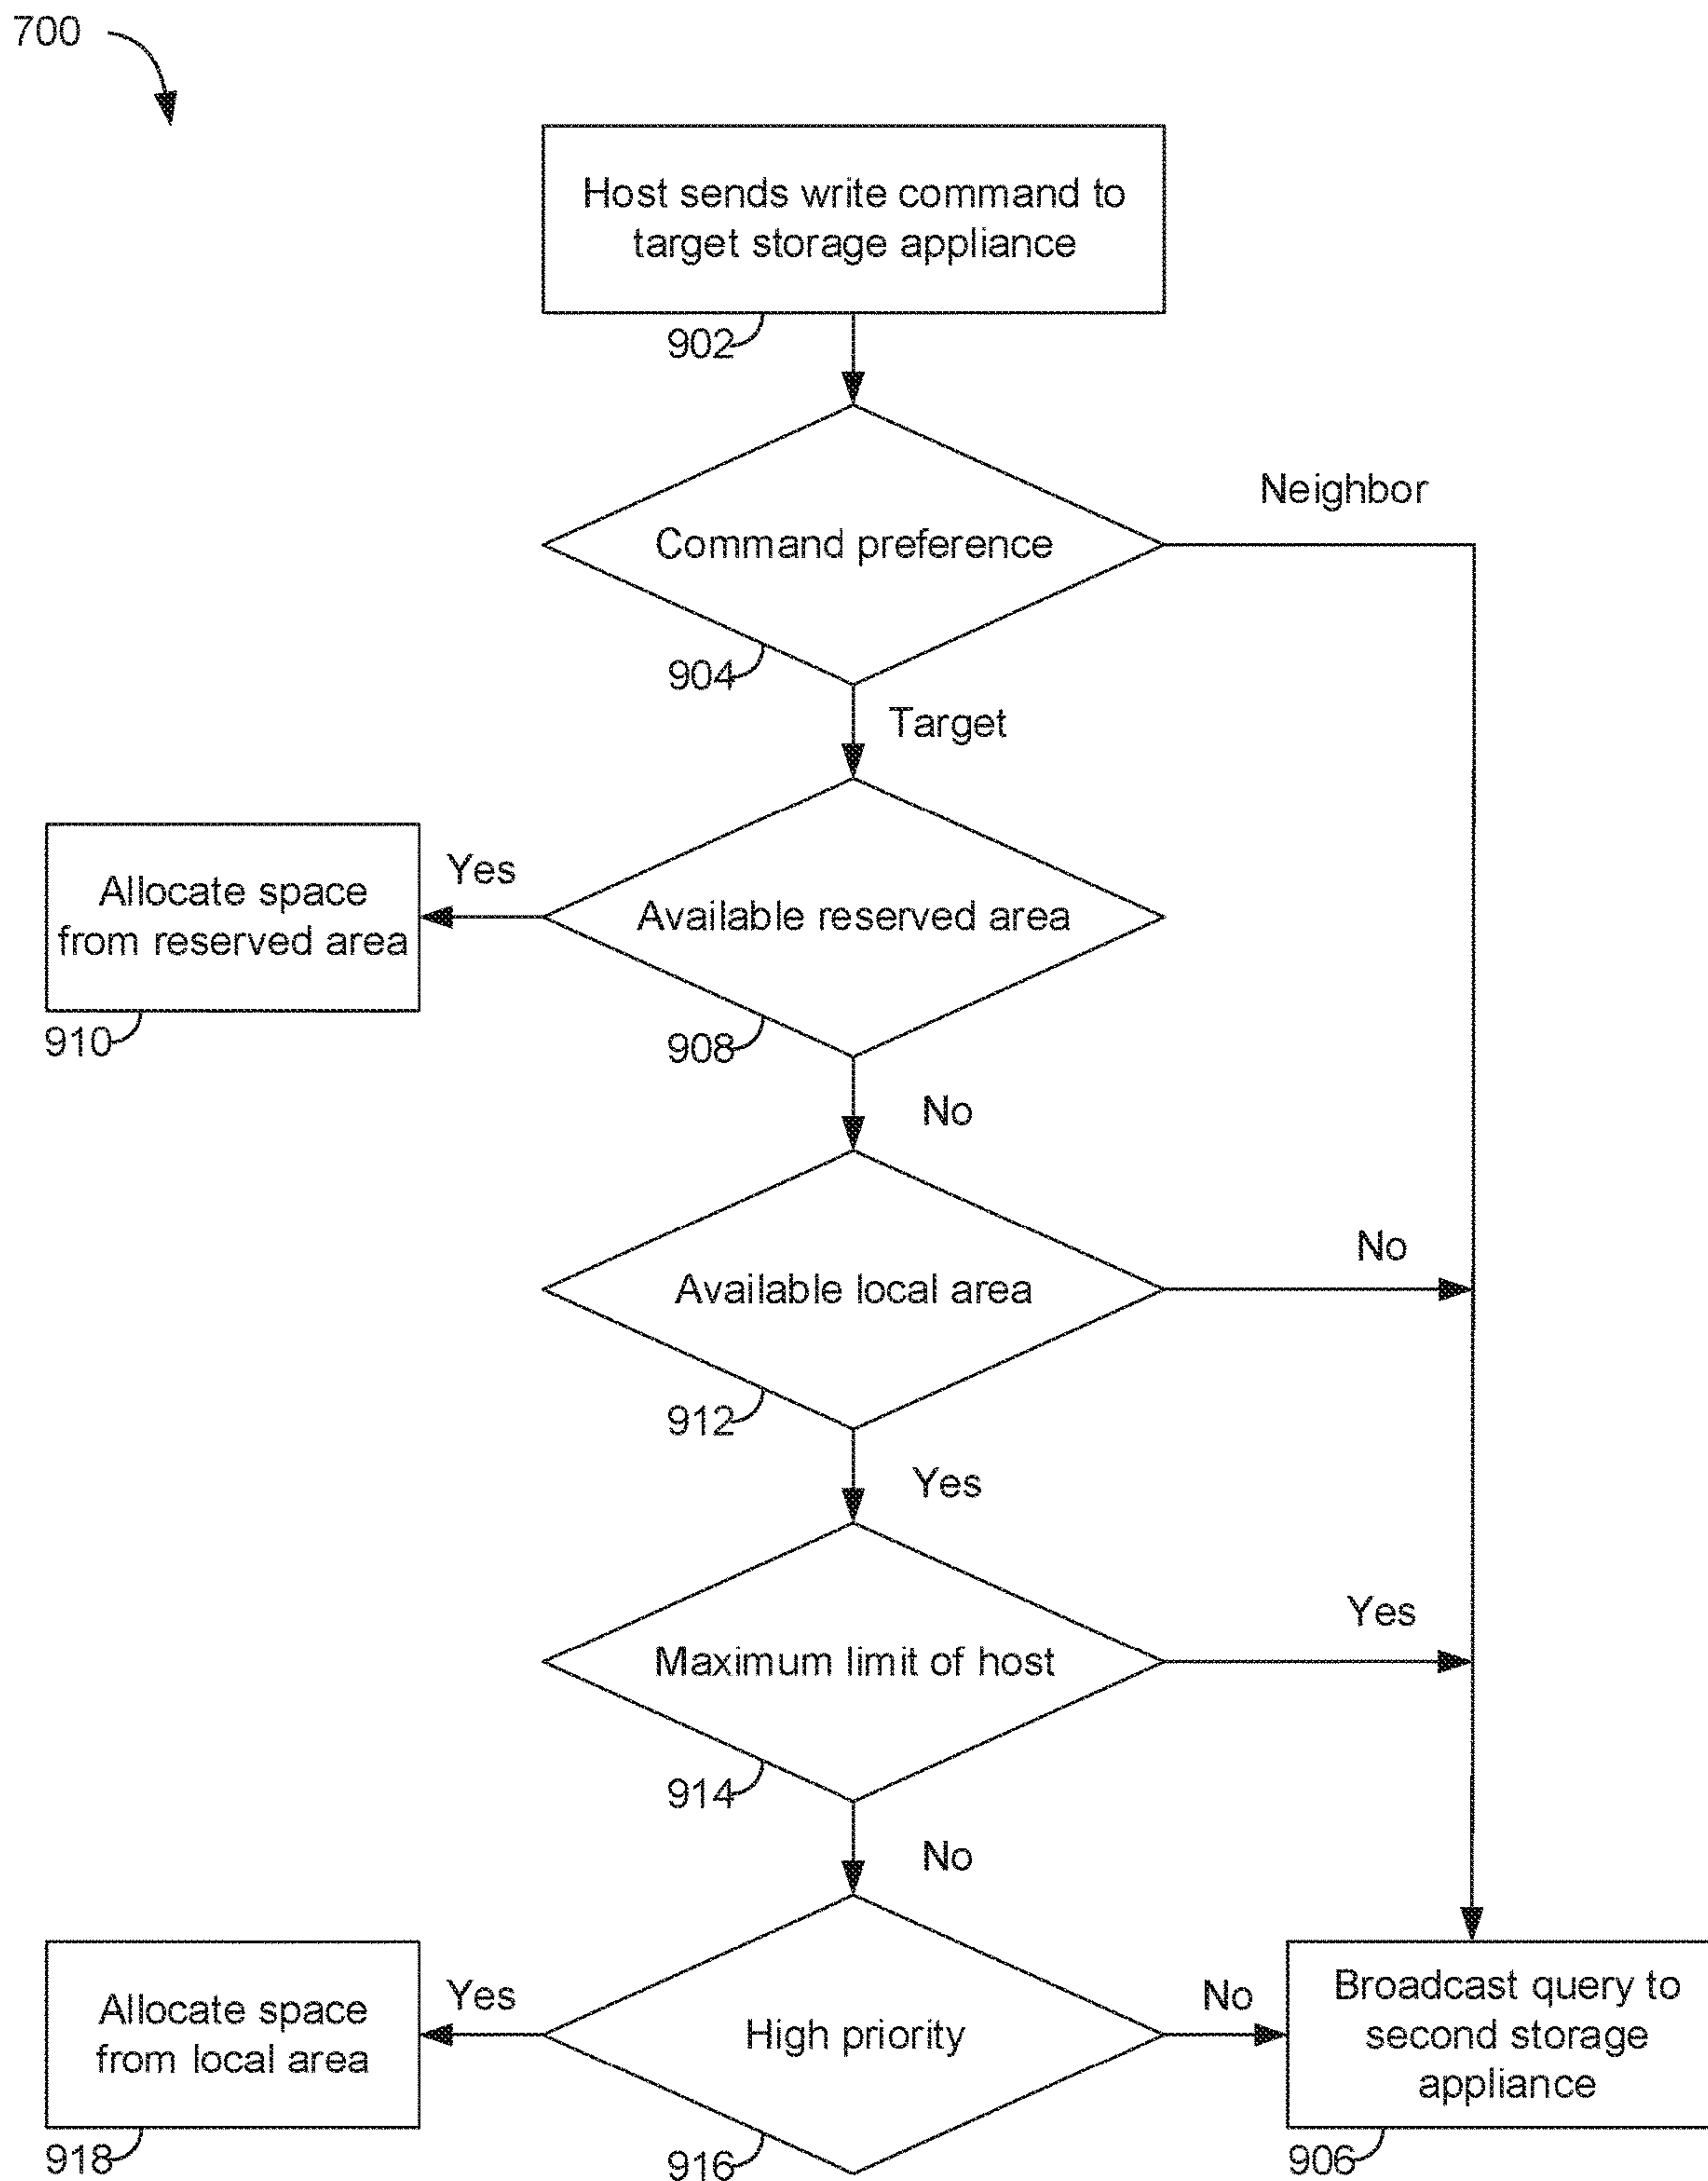 700
Host sends write command to
target storage appliance
902
Command preference
Neighbor
904
Target
Available reserved area
Yes
Allocate space
from reserved area
910
908
No
Available local area
No
912
Yes
Maximum limit of host
Yes
914
No
High priority
Yes
No
Allocate space
from local area
Broadcast query to
second storage
appliance
918
916
906